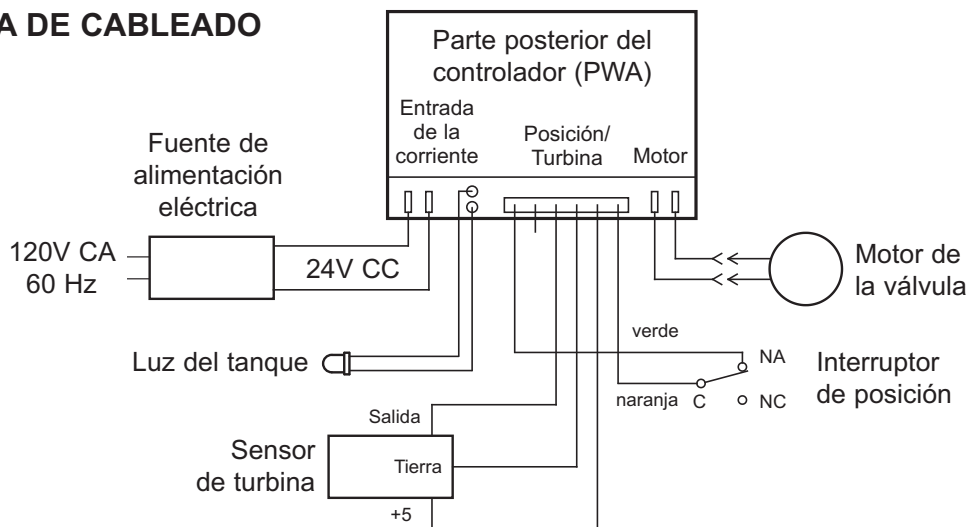 A DE CABLEADO
Parte posterior del
controlador (PWA)
Entrada
de la
corriente
Posición/
Turbina
Motor
Fuente de
alimentación
eléctrica
120V CA
60 Hz
24V CC
Motor de
la válvula
Luz del tanque
verde
NA
naranja
C
NC
Interruptor
de posición
Salida
Sensor
de turbina
Tierra
+5